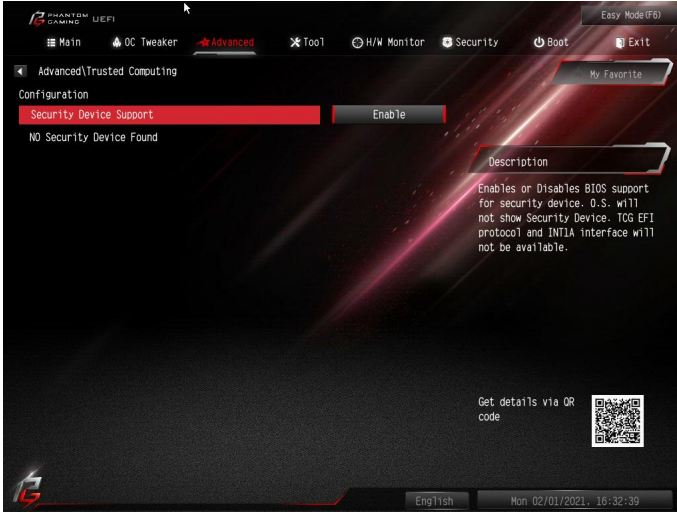 PHANTOM GAMING UEFI
Easy Mode(F6)
Main OC Tweaker Advanced Tool H/W Monitor Security Boot Exit
Advanced\Trusted Computing
My Favorite
Configuration
Security Device Support Enable
NO Security Device Found
Description
Enables or Disables BIOS support
for security device. O.S. will
not show Security Device. TCG EFI
protocol and INT1A interface will
not be available.
Get details via QR
code
English
Mon 02/01/2021. 16:32:39